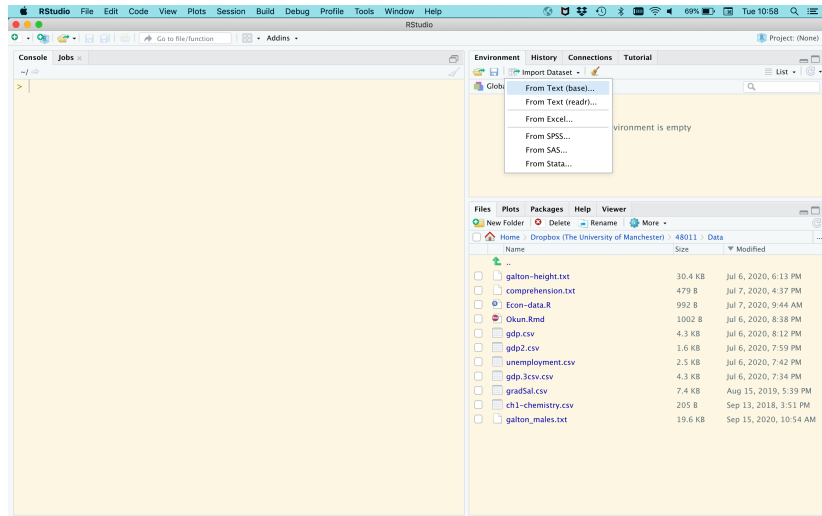 RStudio File Edit Code View Plots Session Build Debug Profile Tools Window Help 69% Tue 10:58
RStudio
Go to file/function Addins Project: (None)
Console Jobs
~/
>
Environment History Connections Tutorial
Import Dataset List
Globa
From Text (base)...
From Text (readr)...
From Excel...
From SPSS...
From SAS...
From Stata...
vironment is empty
Files Plots Packages Help Viewer
New Folder Delete Rename More
Home Dropbox (The University of Manchester) 48011 Data ...
Name Size Modified
..
galton-height.txt 30.4 KB Jul 6, 2020, 6:13 PM
comprehension.txt 479 B Jul 7, 2020, 4:37 PM
Econ-data.R 992 B Jul 7, 2020, 9:44 AM
Okun.Rmd 1002 B Jul 6, 2020, 8:38 PM
gdp.csv 4.3 KB Jul 6, 2020, 8:12 PM
gdp2.csv 1.6 KB Jul 6, 2020, 7:59 PM
unemployment.csv 2.5 KB Jul 6, 2020, 7:42 PM
gdp.3csv.csv 4.3 KB Jul 6, 2020, 7:34 PM
gradSal.csv 7.4 KB Aug 15, 2019, 5:39 PM
ch1-chemistry.csv 205 B Sep 13, 2018, 3:51 PM
galton_males.txt 19.6 KB Sep 15, 2020, 10:54 AM